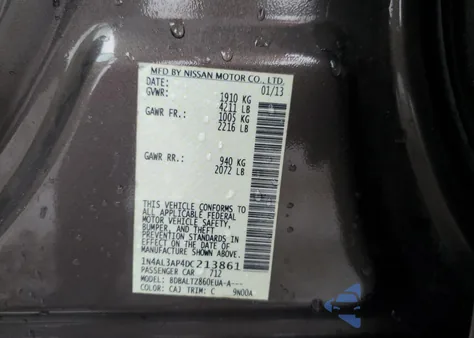 MFD BY NISSAN MOTOR CO., LTD.
DATE: 01/13
GVWR: 1910 KG
4211 LB
GAWR FR.: 1005 KG
2216 LB
GAWR RR.: 940 KG
2072 LB
THIS VEHICLE CONFORMS TO
ALL APPLICABLE FEDERAL
MOTOR VEHICLE SAFETY,
BUMPER, AND THEFT
PREVENTION STANDARDS IN
EFFECT ON THE DATE OF
MANUFACTURE SHOWN ABOVE.
1N4AL3AP4DC213861
PASSENGER CAR 712
MODEL: BDBALTZ860EUA-A---
COLOR: CAJ TRIM: C 9N00A